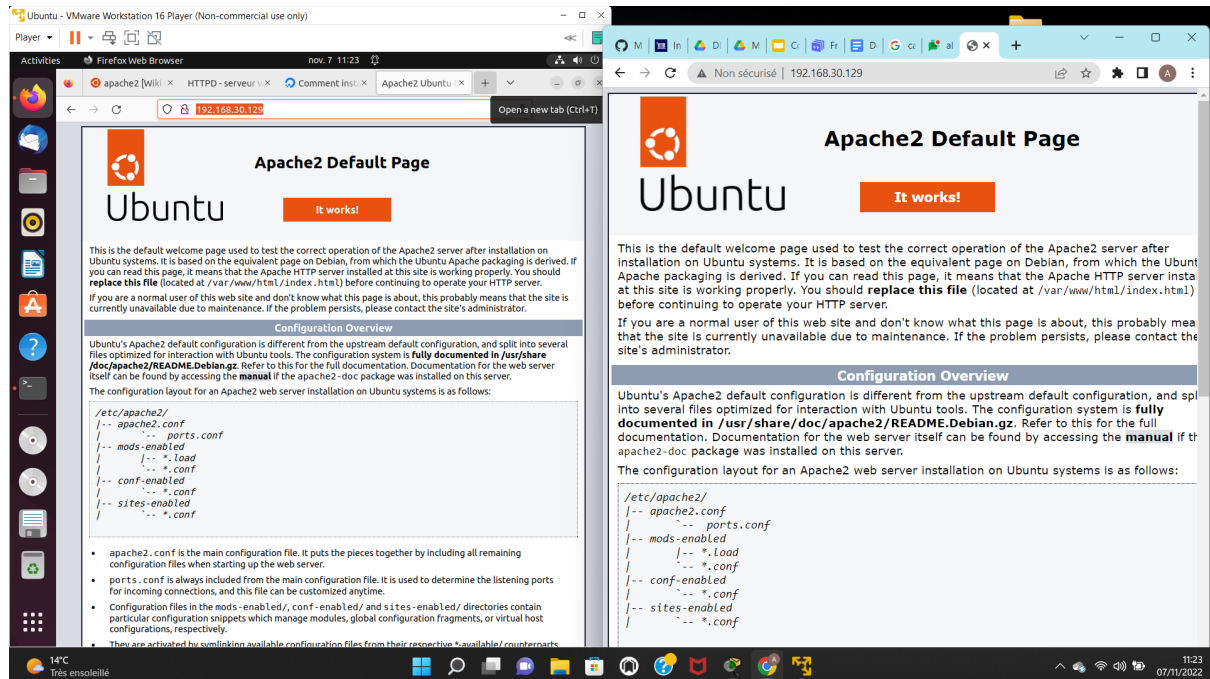 Ubuntu - VMware Workstation 16 Player (Non-commercial use only)
Player
Activities
Firefox Web Browser
nov. 7 11:23
apache2 [Wiki
HTTPD - serveur v
Comment inst
Apache2 Ubuntu
192.168.30.129
Open a new tab (Ctrl+T)
Apache2 Default Page
Ubuntu
It works!
This is the default welcome page used to test the correct operation of the Apache2 server after installation on
Ubuntu systems. It is based on the equivalent page on Debian, from which the Ubuntu Apache packaging is derived. If
you can read this page, it means that the Apache HTTP server installed at this site is working properly. You should
replace this file (located at /var/www/html/index.html) before continuing to operate your HTTP server.
If you are a normal user of this web site and don't know what this page is about, this probably means that the site is
currently unavailable due to maintenance. If the problem persists, please contact the site's administrator.
Configuration Overview
Ubuntu's Apache2 default configuration is different from the upstream default configuration, and split into several
files optimized for interaction with Ubuntu tools. The configuration system is fully documented in /usr/share
/doc/apache2/README.Debian.gz. Refer to this for the full documentation. Documentation for the web server
itself can be found by accessing the manual if the apache2-doc package was installed on this server.
The configuration layout for an Apache2 web server installation on Ubuntu systems is as follows:
/etc/apache2/
|-- apache2.conf
|       `--  ports.conf
|-- mods-enabled
|       |-- *.load
|       `-- *.conf
|-- conf-enabled
|       `-- *.conf
|-- sites-enabled
|       `-- *.conf
apache2.conf is the main configuration file. It puts the pieces together by including all remaining
configuration files when starting up the web server.
ports.conf is always included from the main configuration file. It is used to determine the listening ports
for incoming connections, and this file can be customized anytime.
Configuration files in the mods-enabled/, conf-enabled/ and sites-enabled/ directories contain
particular configuration snippets which manage modules, global configuration fragments, or virtual host
configurations, respectively.
They are activated by symlinking available configuration files from their respective *-available/ counterparts.
M
In
D
M
Fr
D
al
A
Non sécurisé
192.168.30.129
Apache2 Default Page
Ubuntu
It works!
This is the default welcome page used to test the correct operation of the Apache2 server after
installation on Ubuntu systems. It is based on the equivalent page on Debian, from which the Ubunt
Apache packaging is derived. If you can read this page, it means that the Apache HTTP server instal
at this site is working properly. You should replace this file (located at /var/www/html/index.html)
before continuing to operate your HTTP server.
If you are a normal user of this web site and don't know what this page is about, this probably mea
that the site is currently unavailable due to maintenance. If the problem persists, please contact the
site's administrator.
Configuration Overview
Ubuntu's Apache2 default configuration is different from the upstream default configuration, and spl
into several files optimized for interaction with Ubuntu tools. The configuration system is fully
documented in /usr/share/doc/apache2/README.Debian.gz. Refer to this for the full
documentation. Documentation for the web server itself can be found by accessing the manual if th
apache2-doc package was installed on this server.
The configuration layout for an Apache2 web server installation on Ubuntu systems is as follows:
/etc/apache2/
|-- apache2.conf
|       `--  ports.conf
|-- mods-enabled
|       |-- *.load
|       `-- *.conf
|-- conf-enabled
|       `-- *.conf
|-- sites-enabled
|       `-- *.conf
14°C
Très ensoleillé
11:23
07/11/2022